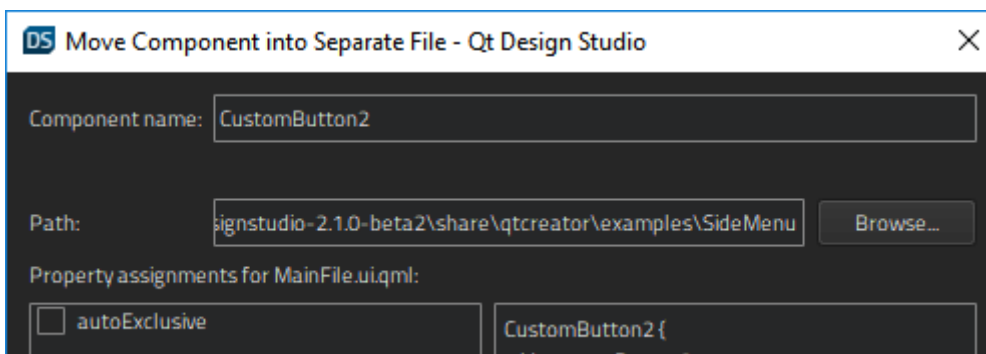 DS Move Component into Separate File - Qt Design Studio
Component name: CustomButton2
Path: signstudio-2.1.0-beta2\share\qtcreator\examples\SideMenu Browse...
Property assignments for MainFile.ui.qml:
autoExclusive
CustomButton2 {